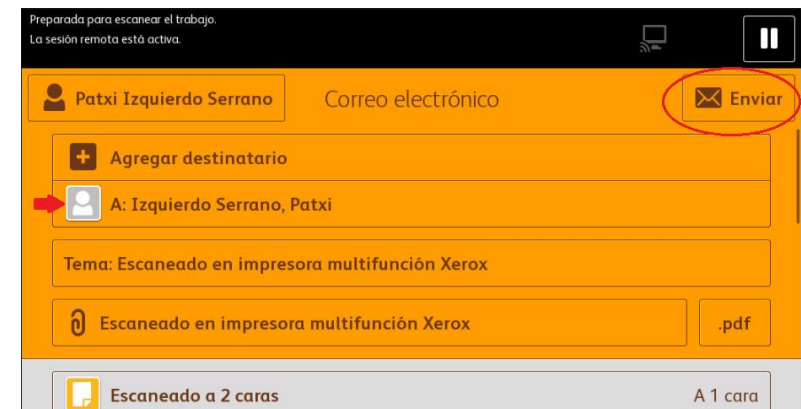 Preparada para escanear el trabajo.
La sesión remota está activa.
Patxi Izquierdo Serrano
Correo electrónico
Enviar
Agregar destinatario
A: Izquierdo Serrano, Patxi
Tema: Escaneado en impresora multifunción Xerox
Escaneado en impresora multifunción Xerox
.pdf
Escaneado a 2 caras
A 1 cara